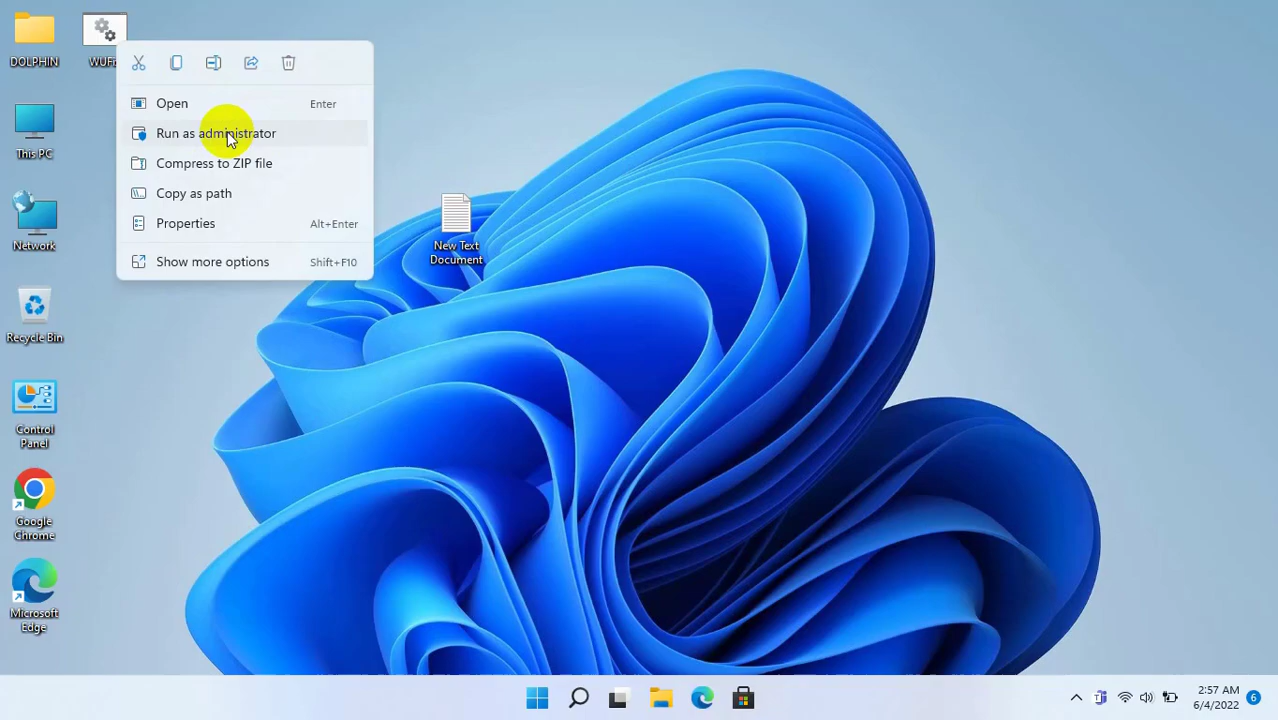 DOLPHIN
This PC
Network
Recycle Bin
Control
Panel
Google
Chrome
Microsoft
Edge
Open Enter
Run as administrator
Compress to ZIP file
Copy as path
Properties Alt+Enter
Show more options Shift+F10
New Text
Document
2:57 AM
6/4/2022
6